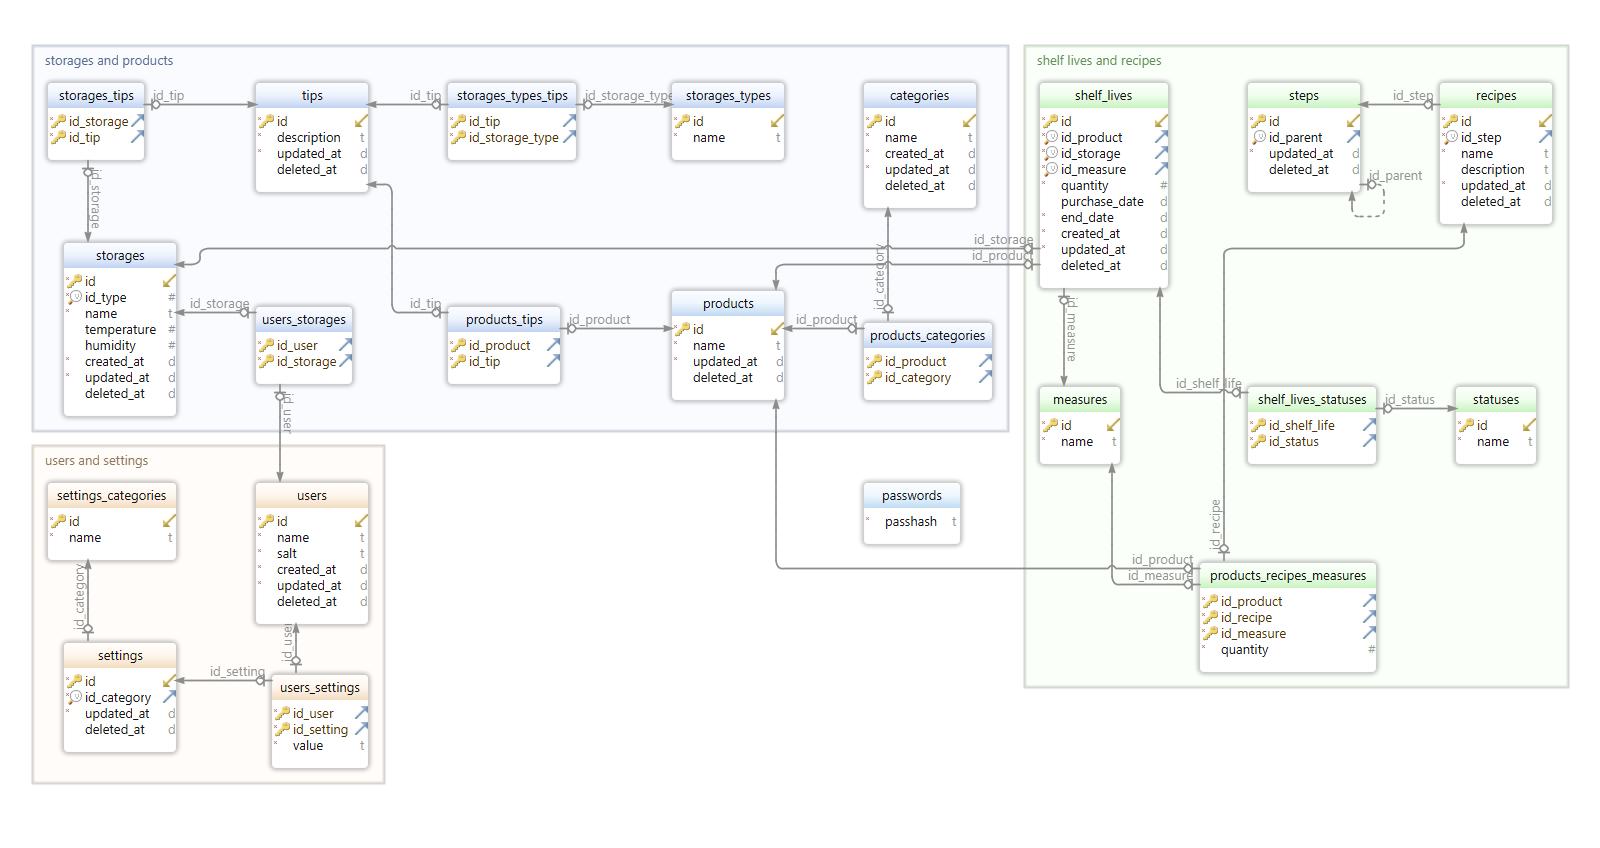 storages and products
storages_tips
id_storage
id_tip
id_tip
tips
id
description t
updated_at d
deleted_at d
id_tip
storages_types_tips
id_tip
id_storage_type
id_storage_type
storages_types
id
name t
categories
id
name t
created_at d
updated_at d
deleted_at d
id_storage
storages
id
id_type #
name t
temperature #
humidity #
created_at d
updated_at d
deleted_at d
id_storage
users_storages
id_user
id_storage
id_user
id_tip
products_tips
id_product
id_tip
id_product
products
id
name t
updated_at d
deleted_at d
id_product
id_category
products_categories
id_product
id_category
id_storage
id_product
shelf lives and recipes
shelf_lives
id
id_product
id_storage
id_measure
quantity #
purchase_date d
end_date d
created_at d
updated_at d
deleted_at d
steps
id
id_parent
updated_at d
deleted_at d
id_parent
id_step
recipes
id
id_step
name t
description t
updated_at d
deleted_at d
id_measure
measures
id
name t
id_shelf_life
shelf_lives_statuses
id_shelf_life
id_status
id_status
statuses
id
name t
id_recipe
id_product
id_measure
products_recipes_measures
id_product
id_recipe
id_measure
quantity #
users and settings
settings_categories
id
name t
id_category
settings
id
id_category
updated_at d
deleted_at d
users
id
name t
salt t
created_at d
updated_at d
deleted_at d
id_user
id_setting
users_settings
id_user
id_setting
value t
passwords
passhash t